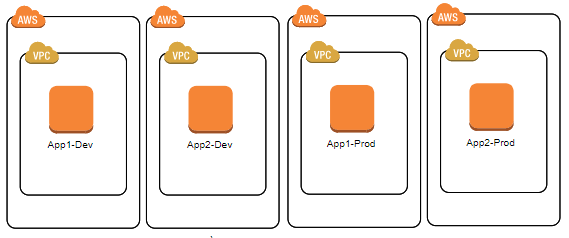 AWS
AWS
AWS
AWS
VPC
VPC
VPC
VPC
App1-Dev
App2-Dev
App1-Prod
App2-Prod